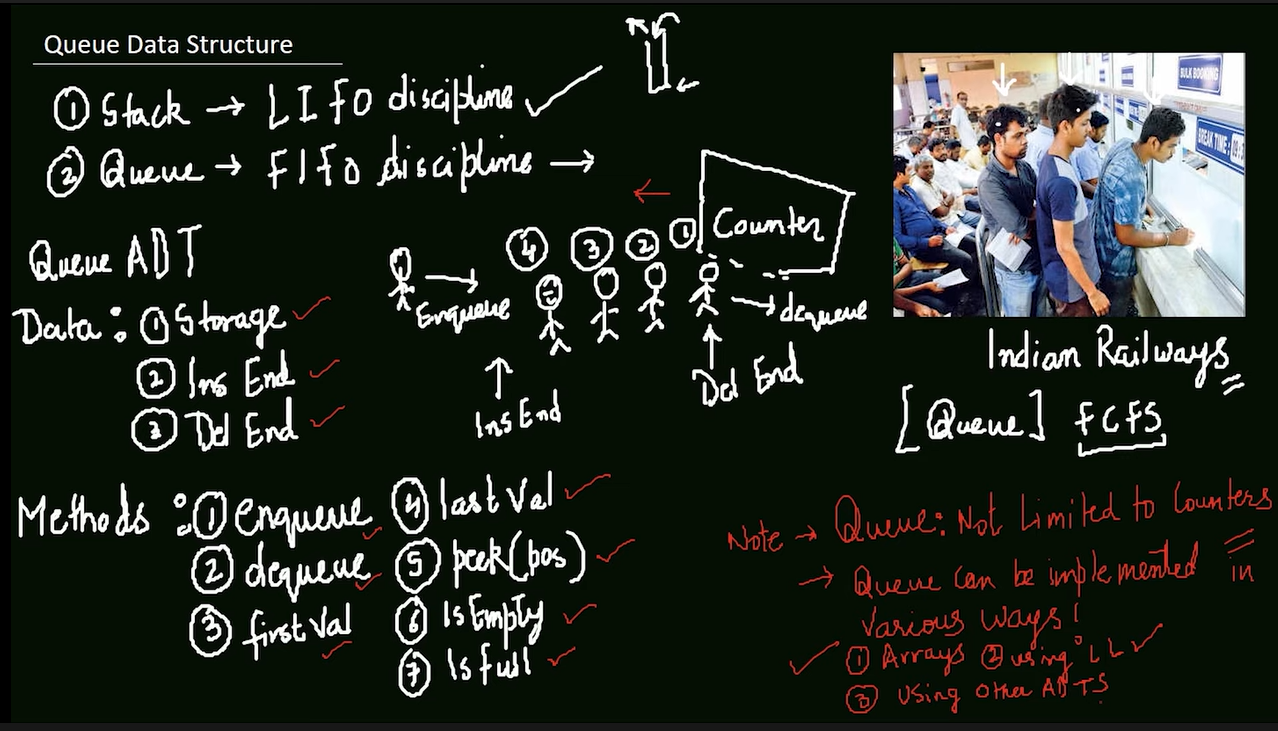 Queue Data Structure
① Stack → LIFO discipline ✓
② Queue → FIFO discipline →
Queue ADT
Data : ① Storage ✓
② Ins End ✓
③ Del End ✓
Enqueue
④ ③ ② ①
Counter
dequeue
Ins End
Del End
BULK BOOKING
BREAK TIME :
Indian Railways
[Queue] FCFS
Methods : ① enqueue ✓
② dequeue ✓
③ firstVal ✓
④ lastVal ✓
⑤ peek(pos) ✓
⑥ IsEmpty ✓
⑦ Isfull ✓
Note → Queue: Not Limited to Counters
→ Queue can be implemented in
various ways!
✓ ① Arrays ② using LL ✓
③ Using Other ADTs